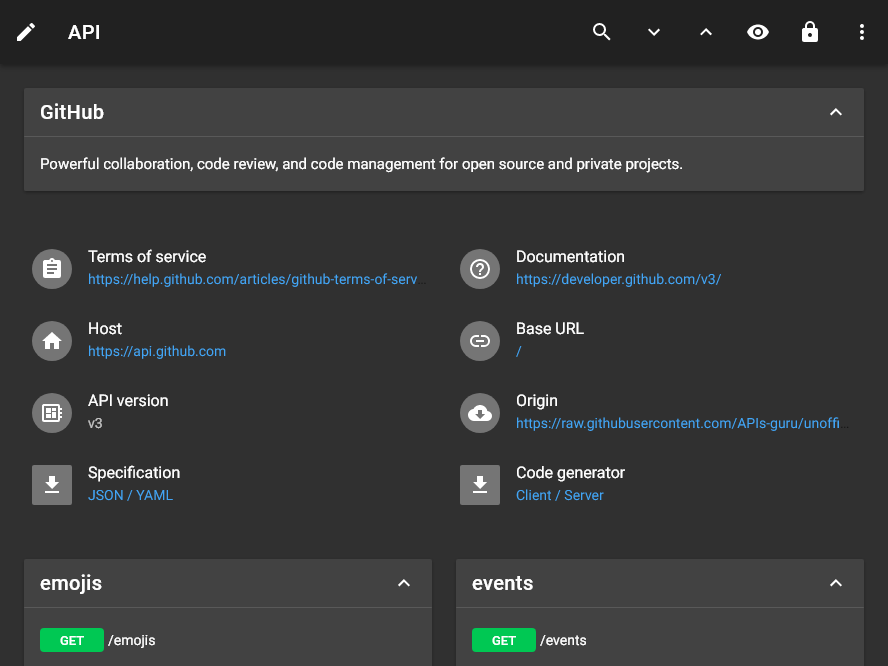 API
GitHub
Powerful collaboration, code review, and code management for open source and private projects.
Terms of service
https://help.github.com/articles/github-terms-of-serv...
Documentation
https://developer.github.com/v3/
Host
https://api.github.com
Base URL
/
API version
v3
Origin
https://raw.githubusercontent.com/APIs-guru/unoffi...
Specification
JSON / YAML
Code generator
Client / Server
emojis
GET /emojis
events
GET /events